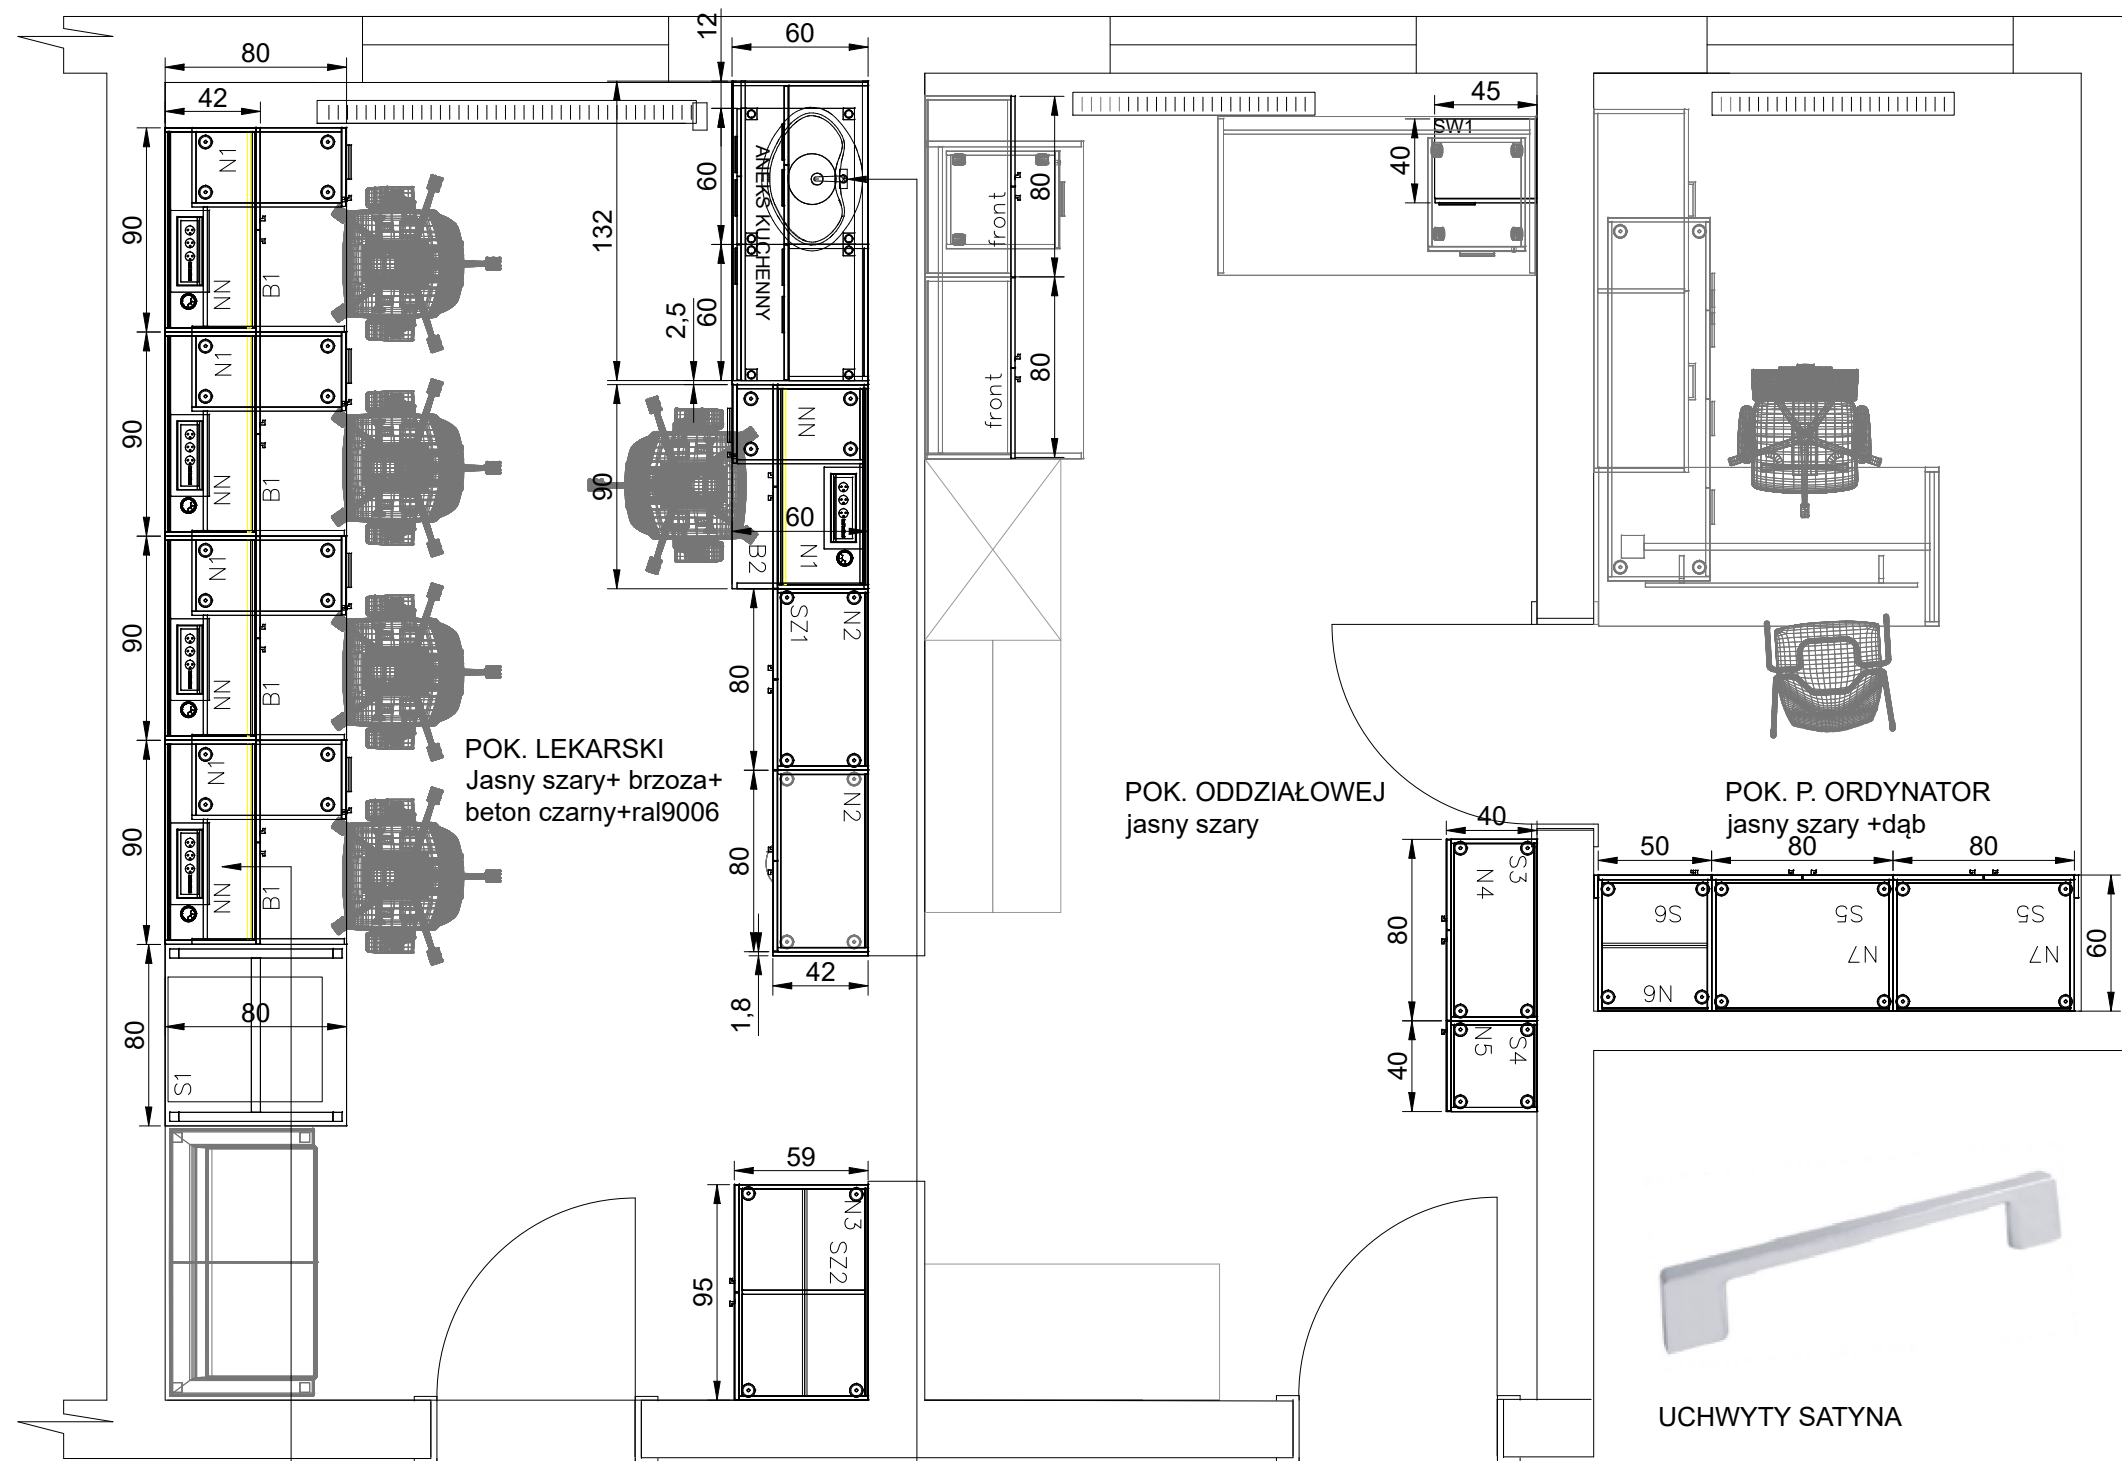 12
60
80
42
45
SW1
40
N1
ANEKS KUCHENNY
60
132
90
NN
B1
2,5
60
front
80
front
80
N1
90
NN
B1
NN
90
60
B2
N1
N1
90
NN
B1
SZ1
N2
80
POK. LEKARSKI
Jasny szary+ brzoza+
beton czarny+ral9006
N1
90
NN
B1
N2
80
1,8
42
POK. ODDZIAŁOWEJ
jasny szary
POK. P. ORDYNATOR
jasny szary +dąb
40
S3
N4
80
N5
S4
40
50
80
80
S6
S5
S5
N6
N7
N7
60
80
80
S1
59
N3
SZ2
95
UCHWYTY SATYNA